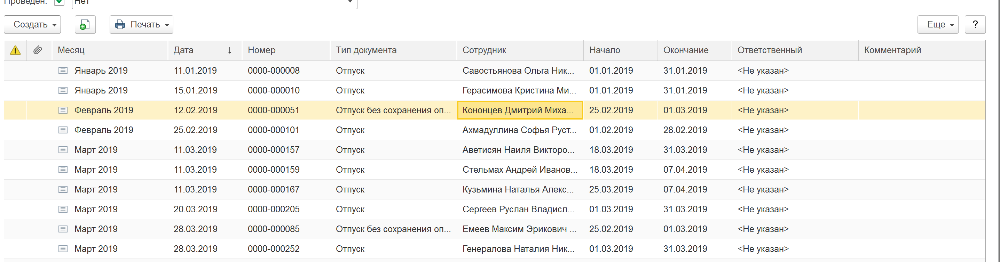 Проведен: Нет
Создать Печать Еще ?
Месяц Дата ↓ Номер Тип документа Сотрудник Начало Окончание Ответственный Комментарий
Январь 2019 11.01.2019 0000-000008 Отпуск Савостьянова Ольга Ник... 01.01.2019 31.01.2019 <Не указан>
Январь 2019 15.01.2019 0000-000010 Отпуск Герасимова Кристина Ми... 01.01.2019 31.01.2019 <Не указан>
Февраль 2019 12.02.2019 0000-000051 Отпуск без сохранения оп... Кононцев Дмитрий Миха... 25.02.2019 01.03.2019 <Не указан>
Февраль 2019 25.02.2019 0000-000101 Отпуск Ахмадуллина Софья Руст... 01.02.2019 28.02.2019 <Не указан>
Март 2019 11.03.2019 0000-000157 Отпуск Аветисян Наиля Викторо... 18.03.2019 31.03.2019 <Не указан>
Март 2019 11.03.2019 0000-000159 Отпуск Стельмах Андрей Иванов... 18.03.2019 07.04.2019 <Не указан>
Март 2019 11.03.2019 0000-000167 Отпуск Кузьмина Наталья Алекс... 25.03.2019 07.04.2019 <Не указан>
Март 2019 20.03.2019 0000-000205 Отпуск Сергеев Руслан Владисл... 01.03.2019 31.03.2019 <Не указан>
Март 2019 28.03.2019 0000-000085 Отпуск без сохранения оп... Емеев Максим Эрикович ... 25.02.2019 01.03.2019 <Не указан>
Март 2019 28.03.2019 0000-000252 Отпуск Генералова Наталия Ник... 01.03.2019 31.03.2019 <Не указан>